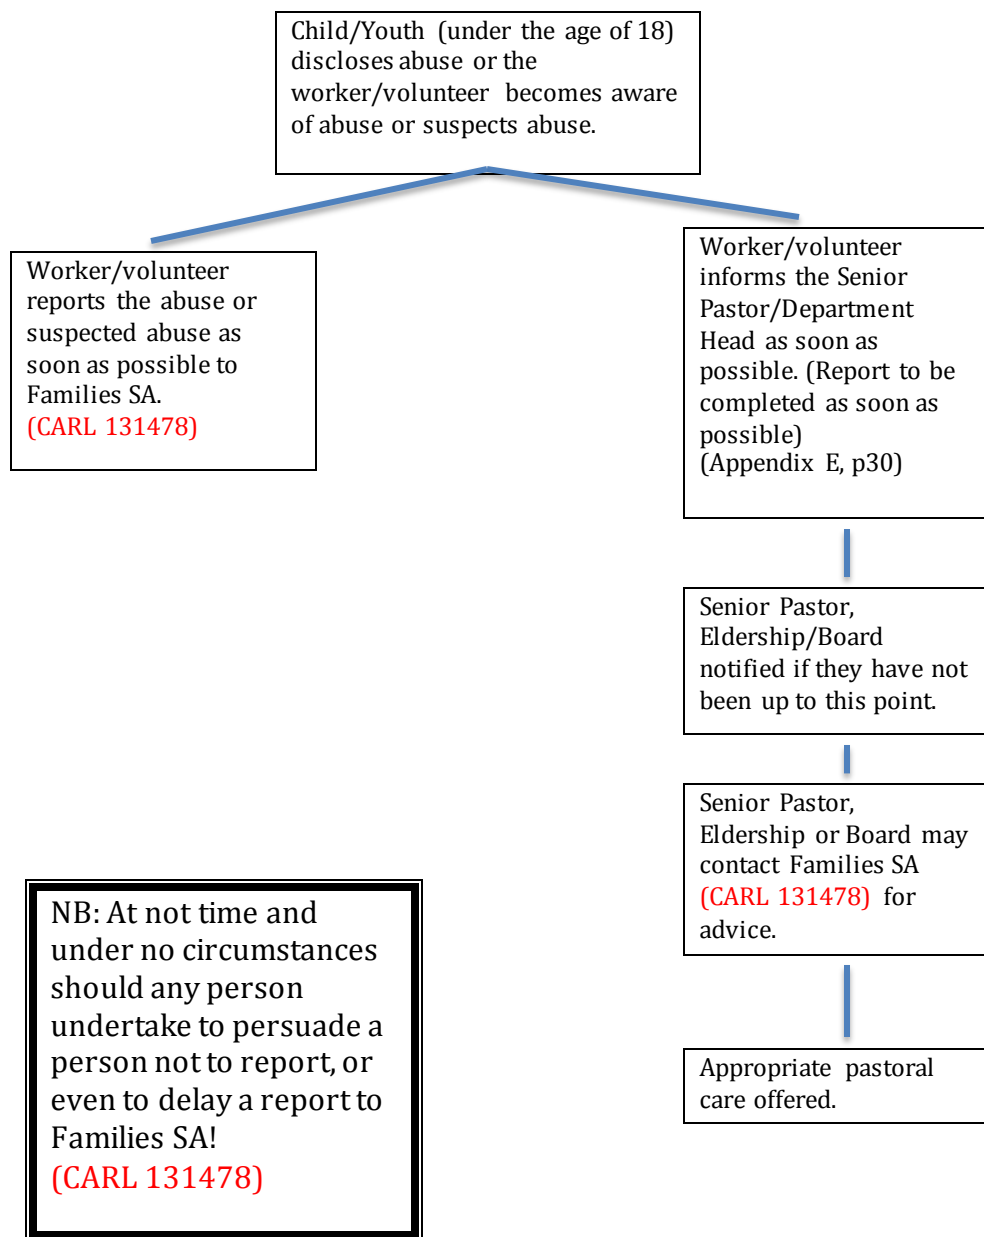 Child/Youth (under the age of 18)
discloses abuse or the
worker/volunteer becomes aware
of abuse or suspects abuse.
Worker/volunteer
reports the abuse or
suspected abuse as
soon as possible to
Families SA.
(CARL 131478)
Worker/volunteer
informs the Senior
Pastor/Department
Head as soon as
possible. (Report to be
completed as soon as
possible)
(Appendix E, p30)
Senior Pastor,
Eldership/Board
notified if they have not
been up to this point.
Senior Pastor,
Eldership or Board may
contact Families SA
(CARL 131478) for
advice.
Appropriate pastoral
care offered.
NB: At not time and
under no circumstances
should any person
undertake to persuade a
person not to report, or
even to delay a report to
Families SA!
(CARL 131478)